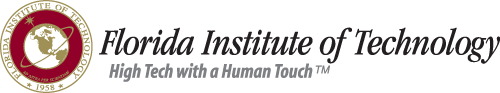 Florida Institute of Technology
High Tech with a Human Touch™
FLORIDA INSTITUTE OF TECHNOLOGY
1958